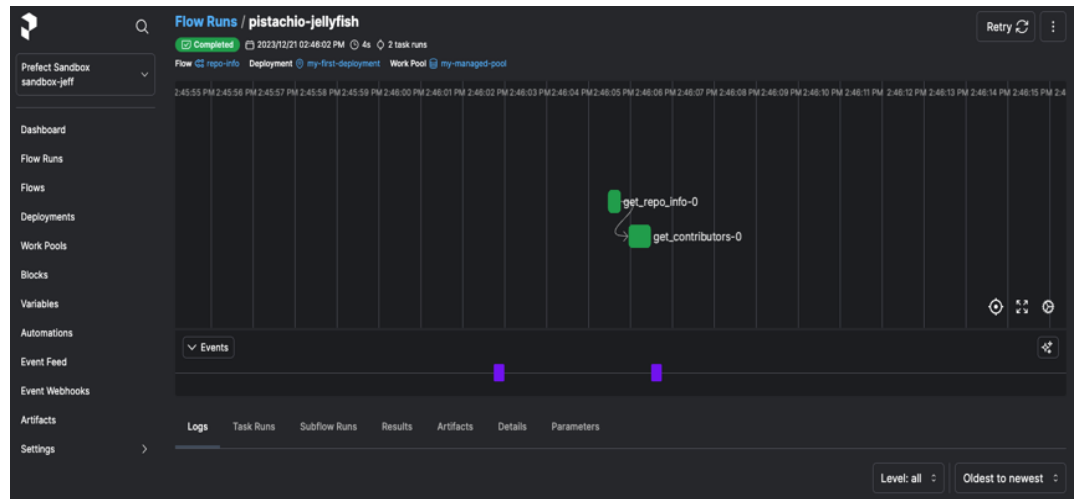 Flow Runs / pistachio-jellyfish
Retry
Completed 2023/12/21 02:46:02 PM 4s 2 task runs
Flow repo-info Deployment my-first-deployment Work Pool my-managed-pool
Prefect Sandbox
sandbox-jeff
Dashboard
Flow Runs
Flows
Deployments
Work Pools
Blocks
Variables
Automations
Event Feed
Event Webhooks
Artifacts
Settings
2:45:55 PM 2:45:56 PM 2:45:57 PM 2:45:58 PM 2:45:59 PM 2:46:00 PM 2:46:01 PM 2:46:02 PM 2:46:03 PM 2:46:04 PM 2:46:05 PM 2:46:06 PM 2:46:07 PM 2:46:08 PM 2:46:09 PM 2:46:10 PM 2:46:11 PM 2:46:12 PM 2:46:13 PM 2:46:14 PM 2:46:15 PM 2:4
get_repo_info-0
get_contributors-0
Events
Logs Task Runs Subflow Runs Results Artifacts Details Parameters
Level: all Oldest to newest